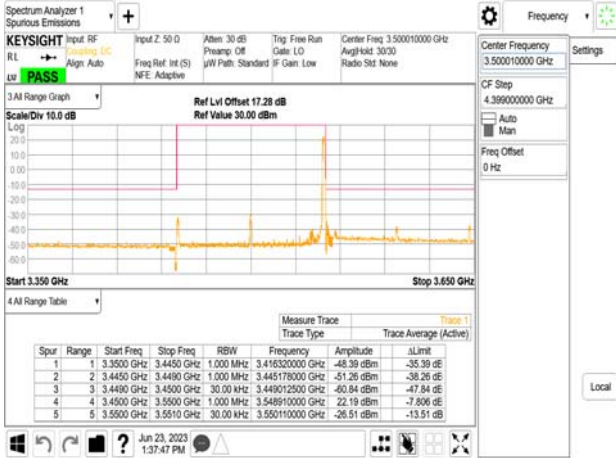 Spectrum Analyzer 1
Spurious Emissions
+
Frequency
KEYSIGHT
RL
LV PASS
Input: RF
Coupling: DC
Align: Auto
Input Z: 50 Ω
Freq Ref: Int (S)
NFE: Adaptive
Atten: 30 dB
Preamp: Off
µW Path: Standard
Trig: Free Run
Gate: LO
IF Gain: Low
Center Freq: 3.500010000 GHz
Avg|Hold: 30/30
Radio Std: None
Center Frequency
3.500010000 GHz
Settings
CF Step
4.399000000 GHz
Auto
Man
Freq Offset
0 Hz
Local
3 All Range Graph
Scale/Div 10.0 dB
Ref Lvl Offset 17.28 dB
Ref Value 30.00 dBm
Log
20.0
10.0
0.00
-10.0
-20.0
-30.0
-40.0
-50.0
-60.0
Start 3.350 GHz
Stop 3.650 GHz
4 All Range Table
Measure Trace Trace 1
Trace Type Trace Average (Active)
Spur Range Start Freq Stop Freq RBW Frequency Amplitude ΔLimit
1 1 3.3500 GHz 3.4450 GHz 1.000 MHz 3.416320000 GHz -48.39 dBm -35.39 dB
2 2 3.4450 GHz 3.4490 GHz 1.000 MHz 3.445178000 GHz -51.26 dBm -38.26 dB
3 3 3.4490 GHz 3.4500 GHz 30.00 kHz 3.449012500 GHz -60.84 dBm -47.84 dB
4 4 3.4500 GHz 3.5500 GHz 1.000 MHz 3.548910000 GHz 22.19 dBm -7.806 dB
5 5 3.5500 GHz 3.5510 GHz 30.00 kHz 3.550110000 GHz -26.51 dBm -13.51 dB
?
Jun 23, 2023
1:37:47 PM